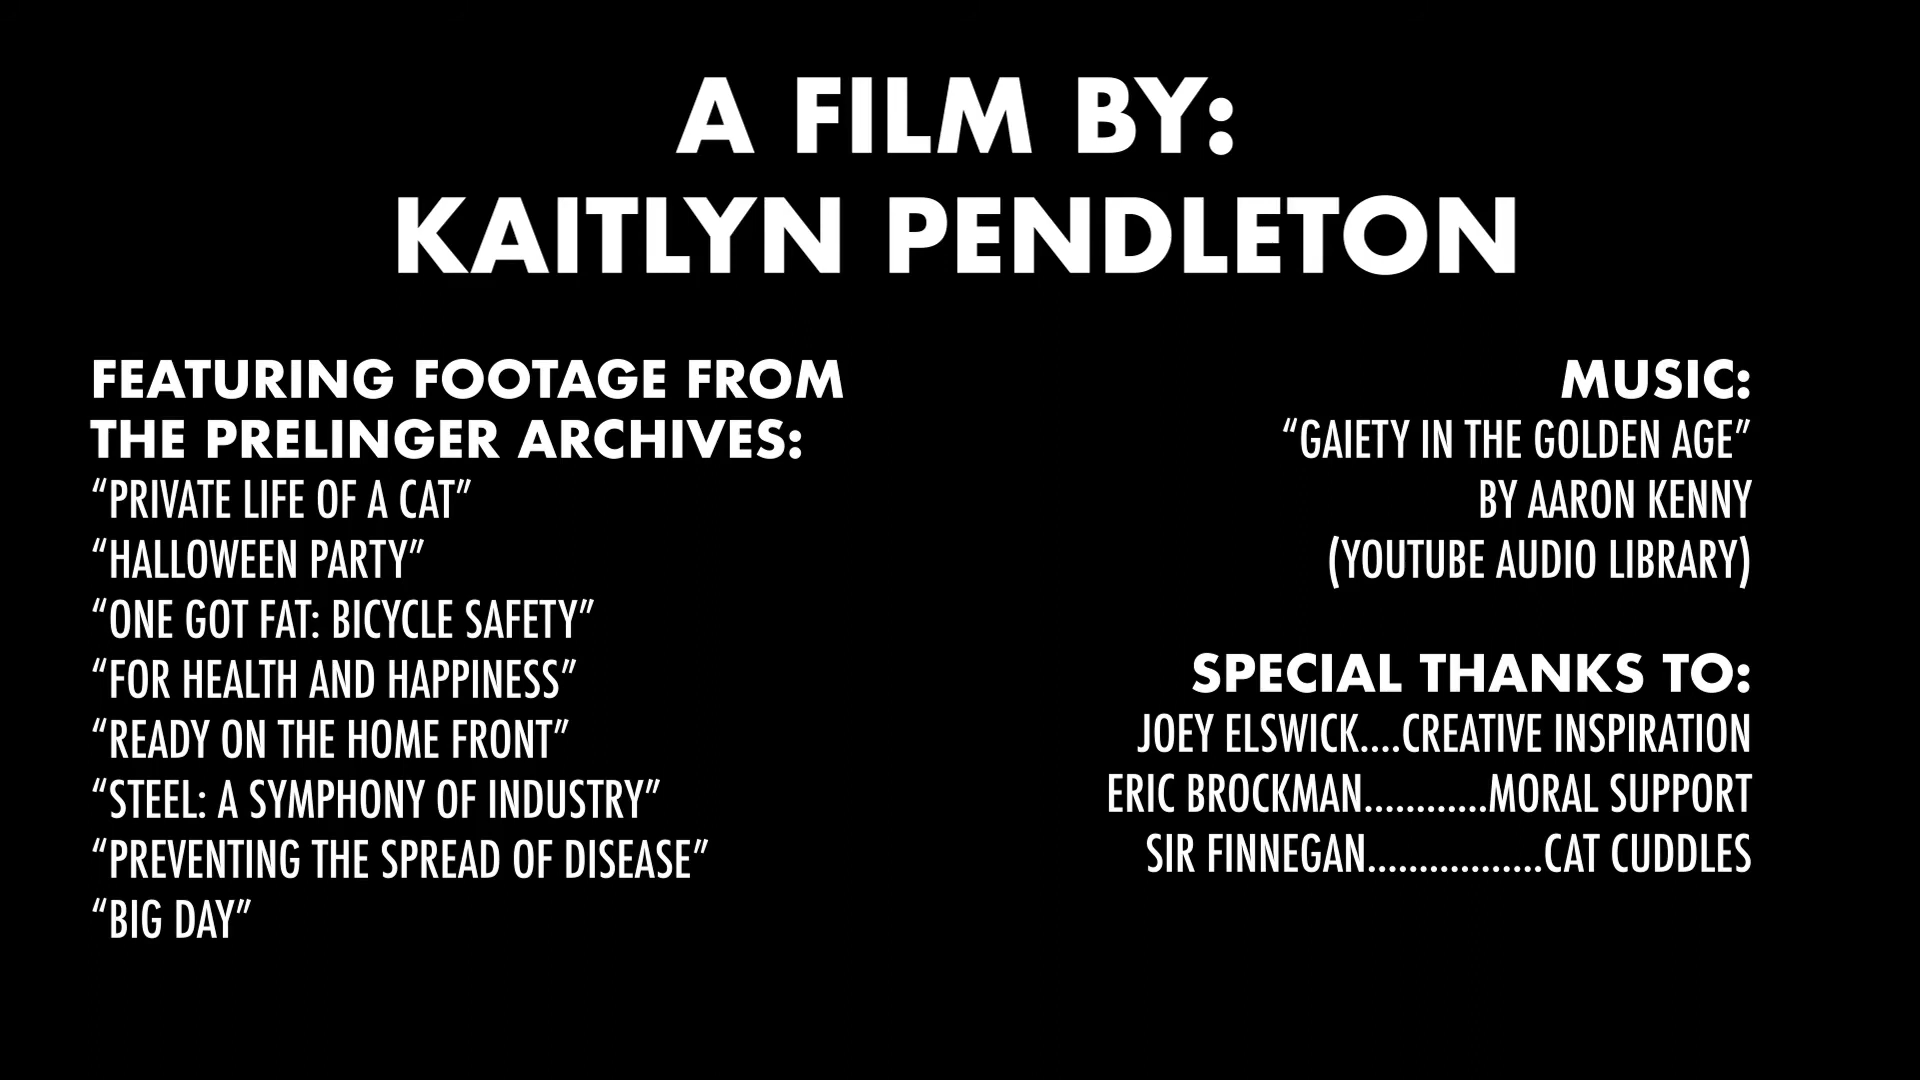 A FILM BY:
KAITLYN PENDLETON
FEATURING FOOTAGE FROM
THE PRELINGER ARCHIVES:
“PRIVATE LIFE OF A CAT”
“HALLOWEEN PARTY”
“ONE GOT FAT: BICYCLE SAFETY”
“FOR HEALTH AND HAPPINESS”
“READY ON THE HOME FRONT”
“STEEL: A SYMPHONY OF INDUSTRY”
“PREVENTING THE SPREAD OF DISEASE”
“BIG DAY”
MUSIC:
“GAIETY IN THE GOLDEN AGE”
BY AARON KENNY
(YOUTUBE AUDIO LIBRARY)
SPECIAL THANKS TO:
JOEY ELSWICK....CREATIVE INSPIRATION
ERIC BROCKMAN............MORAL SUPPORT
SIR FINNEGAN.................CAT CUDDLES